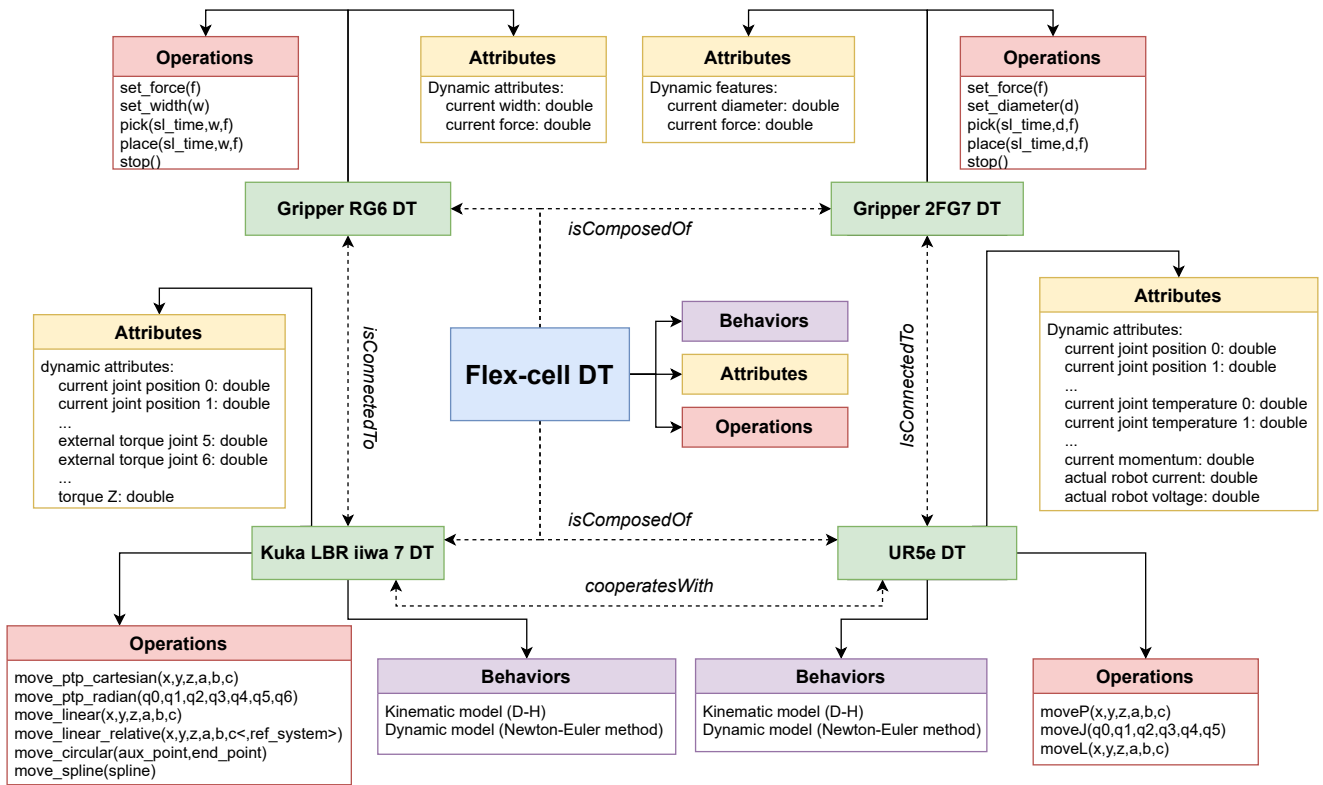 Operations
set_force(f)
set_width(w)
pick(sl_time,w,f)
place(sl_time,w,f)
stop()
Attributes
Dynamic attributes:
current width: double
current force: double
Attributes
Dynamic features:
current diameter: double
current force: double
Operations
set_force(f)
set_diameter(d)
pick(sl_time,d,f)
place(sl_time,d,f)
stop()
Gripper RG6 DT
isComposedOf
Gripper 2FG7 DT
Attributes
dynamic attributes:
current joint position 0: double
current joint position 1: double
...
external torque joint 5: double
external torque joint 6: double
...
torque Z: double
isConnectedTo
Flex-cell DT
Behaviors
Attributes
Operations
IsConnectedTo
Attributes
Dynamic attributes:
current joint position 0: double
current joint position 1: double
...
current joint temperature 0: double
current joint temperature 1: double
...
current momentum: double
actual robot current: double
actual robot voltage: double
isComposedOf
Kuka LBR iiwa 7 DT
UR5e DT
cooperatesWith
Operations
move_ptp_cartesian(x,y,z,a,b,c)
move_ptp_radian(q0,q1,q2,q3,q4,q5,q6)
move_linear(x,y,z,a,b,c)
move_linear_relative(x,y,z,a,b,c<,ref_system>)
move_circular(aux_point,end_point)
move_spline(spline)
Behaviors
Kinematic model (D-H)
Dynamic model (Newton-Euler method)
Behaviors
Kinematic model (D-H)
Dynamic model (Newton-Euler method)
Operations
moveP(x,y,z,a,b,c)
moveJ(q0,q1,q2,q3,q4,q5)
moveL(x,y,z,a,b,c)